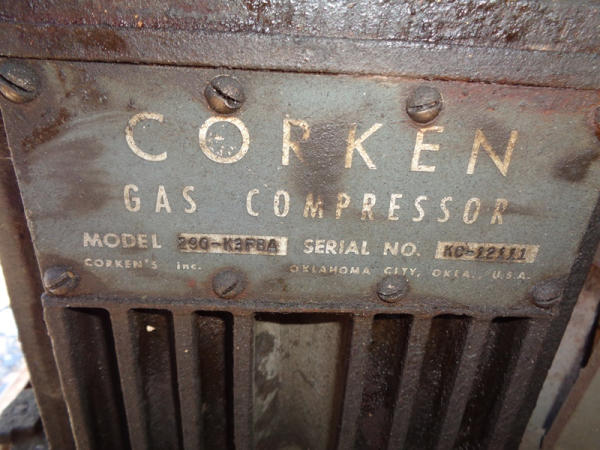 CORKEN
GAS COMPRESSOR
MODEL 290-K3FBA SERIAL NO. KC-12111
CORKEN'S inc. OKLAHOMA CITY, OKLA., U.S.A.